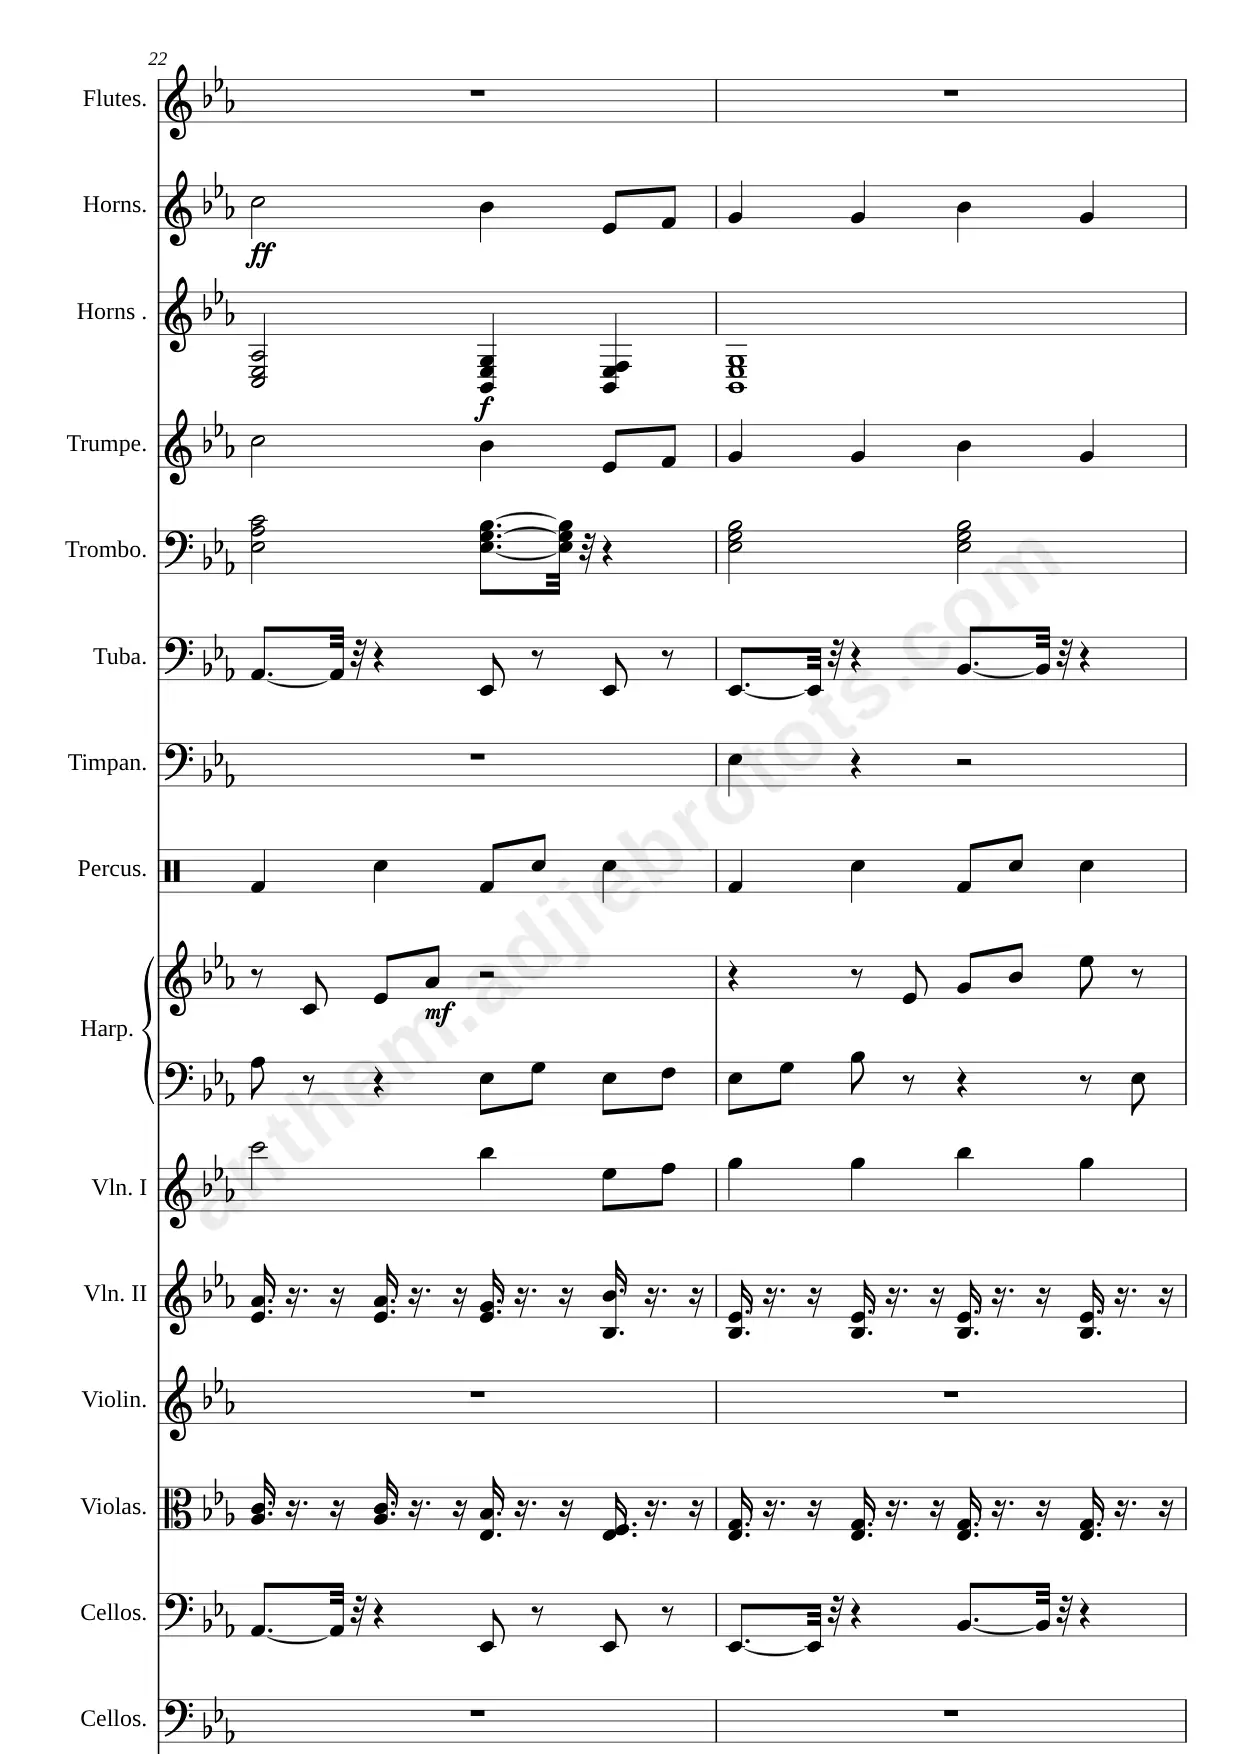 22
Flutes.
Horns.
ff
Horns .
f
Trumpe.
Trombo.
Tuba.
Timpan.
Percus.
Harp.
mf
Vln. I
Vln. II
Violin.
Violas.
Cellos.
Cellos.
anthem.adjiebrotots.com